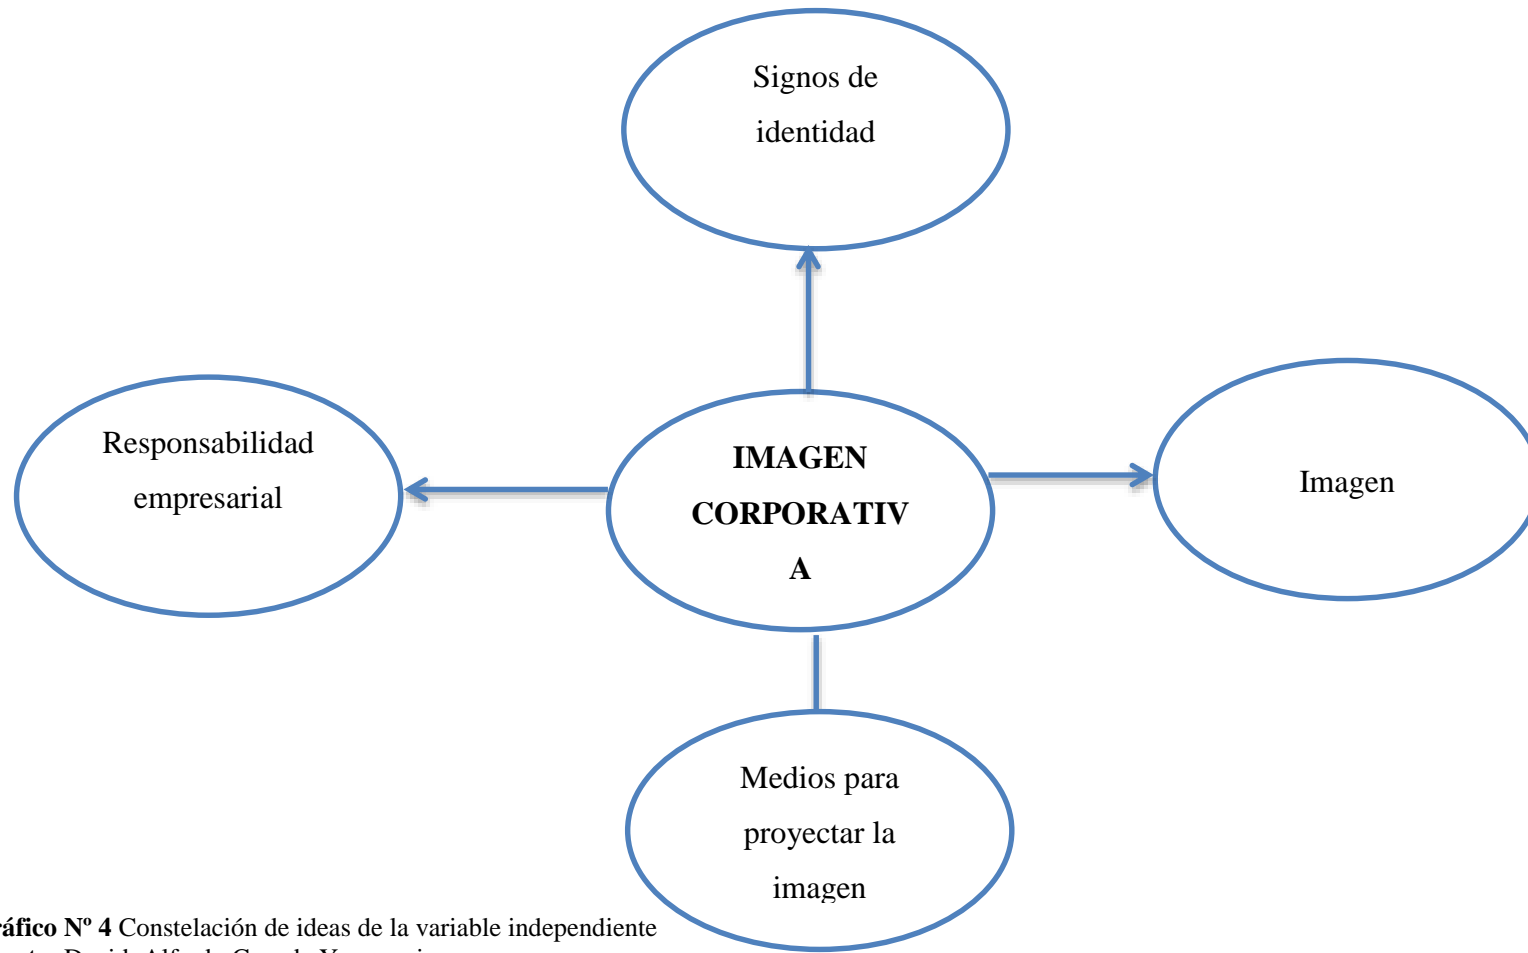 Signos de
identidad
Responsabilidad
empresarial
IMAGEN
CORPORATIV
A
Imagen
Medios para
proyectar la
imagen
ráfico Nº 4 Constelación de ideas de la variable independiente